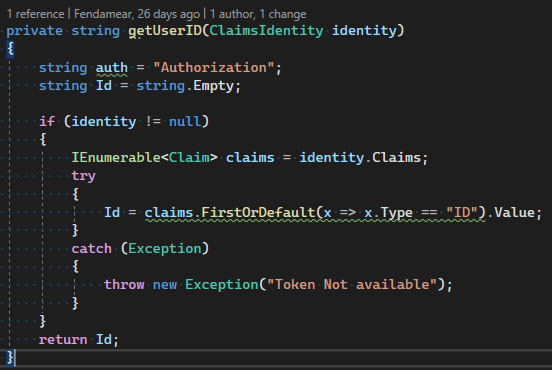 1 reference | Fendamear, 26 days ago | 1 author, 1 change
private string getUserID(ClaimsIdentity identity)
{
    string auth = "Authorization";
    string Id = string.Empty;

    if (identity != null)
    {
        IEnumerable<Claim> claims = identity.Claims;
        try
        {
            Id = claims.FirstOrDefault(x => x.Type == "ID").Value;
        }
        catch (Exception)
        {
            throw new Exception("Token Not available");
        }
    }
    return Id;
}